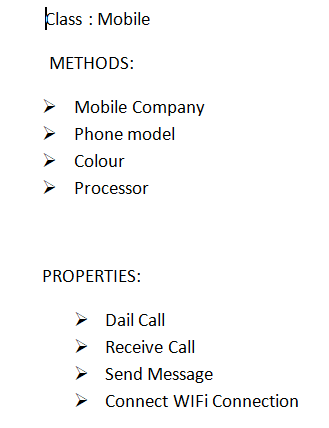 Class : Mobile
METHODS:
➢ Mobile Company
➢ Phone model
➢ Colour
➢ Processor
PROPERTIES:
➢ Dail Call
➢ Receive Call
➢ Send Message
➢ Connect WIFi Connection